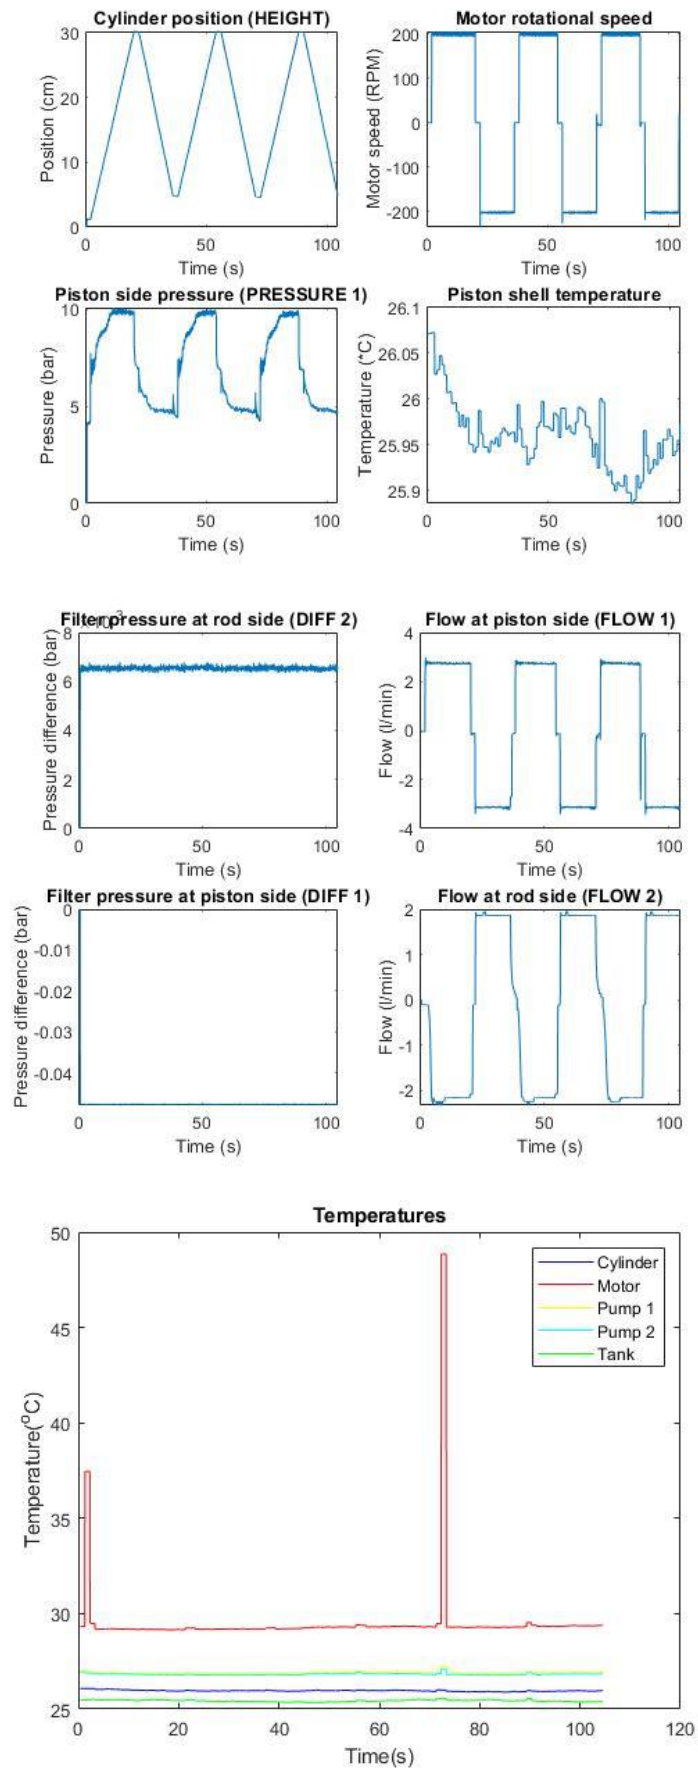 Cylinder position (HEIGHT)
Position (cm)
30
20
10
0
0 50 100
Time (s)
Motor rotational speed
Motor speed (RPM)
200
100
0
-100
-200
0 50 100
Time (s)
Piston side pressure (PRESSURE 1)
Pressure (bar)
10
5
0
0 50 100
Time (s)
Piston shell temperature
Temperature (*C)
26.1
26.05
26
25.95
25.9
0 50 100
Time (s)
Filter pressure at rod side (DIFF 2)
Pressure difference (bar)
8
6
4
2
0
0 50 100
Time (s)
Flow at piston side (FLOW 1)
Flow (l/min)
4
2
0
-2
-4
0 50 100
Time (s)
Filter pressure at piston side (DIFF 1)
Pressure difference (bar)
0
-0.01
-0.02
-0.03
-0.04
0 50 100
Time (s)
Flow at rod side (FLOW 2)
Flow (l/min)
2
1
0
-1
-2
0 50 100
Time (s)
Temperatures
Temperature(°C)
50
45
40
35
30
25
0 20 40 60 80 100 120
Time(s)
Cylinder
Motor
Pump 1
Pump 2
Tank